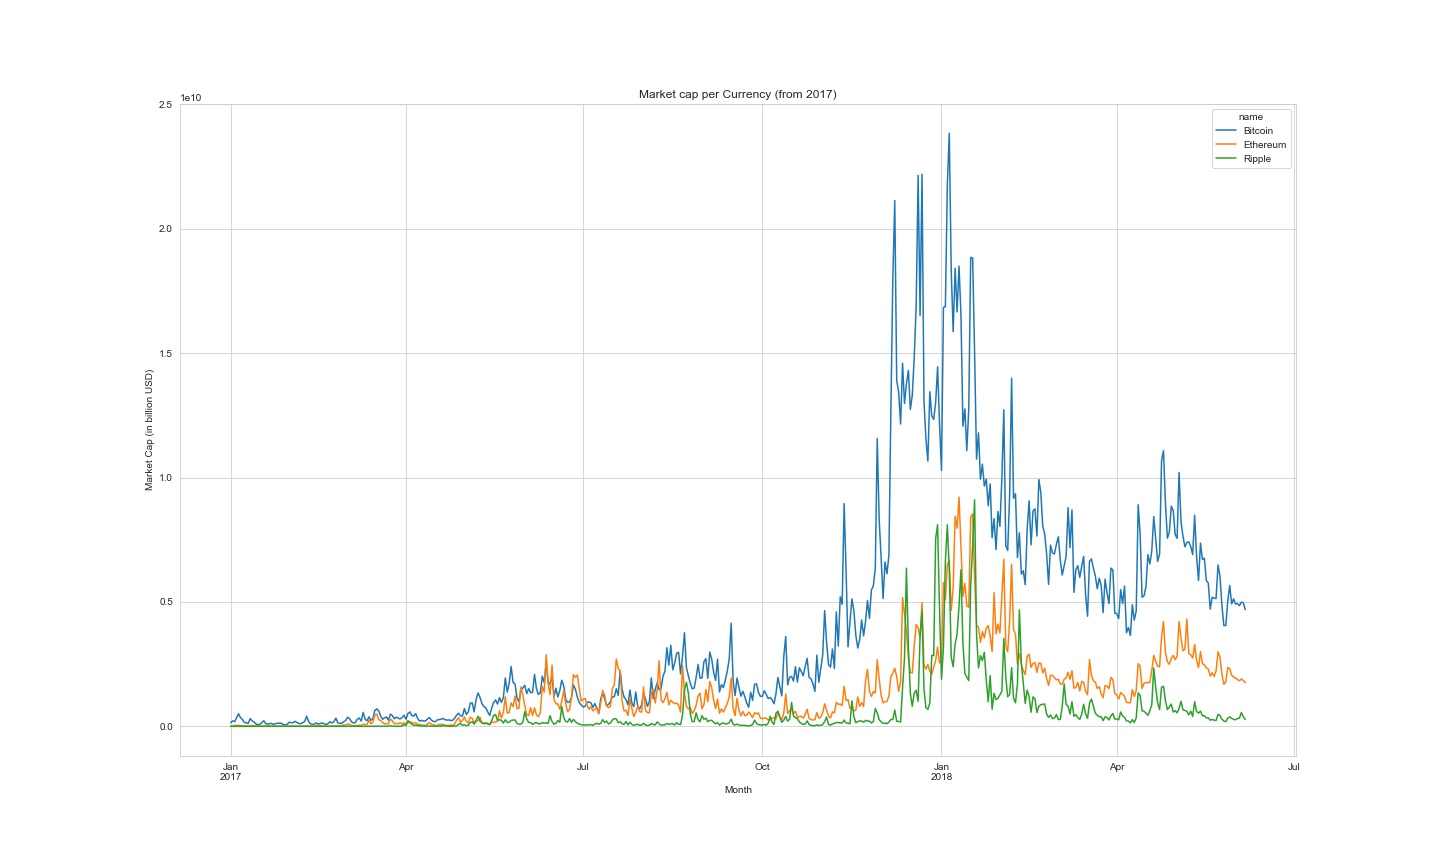 Market cap per Currency (from 2017)
1e10
2.5
2.0
1.5
1.0
0.5
0.0
Market Cap (in billion USD)
name
Bitcoin
Ethereum
Ripple
Jan Apr Jul Oct Jan Apr Jul
2017 2018
Month